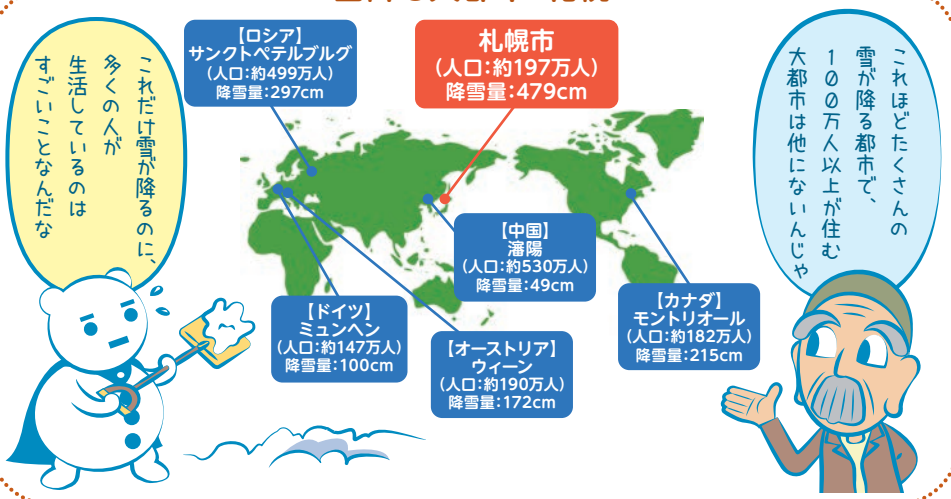 【ロシア】
サンクトペテルブルグ
(人口:約499万人)
降雪量:297cm
札幌市
(人口:約197万人)
降雪量:479cm
これほどたくさんの
雪が降る都市で、
100万人以上が住む
大都市は他にないんじゃ
これだけ雪が降るのに、
多くの人が
生活しているのは
すごいことなんだな
【中国】
瀋陽
(人口:約530万人)
降雪量:49cm
【ドイツ】
ミュンヘン
(人口:約147万人)
降雪量:100cm
【オーストリア】
ウィーン
(人口:約190万人)
降雪量:172cm
【カナダ】
モントリオール
(人口:約182万人)
降雪量:215cm